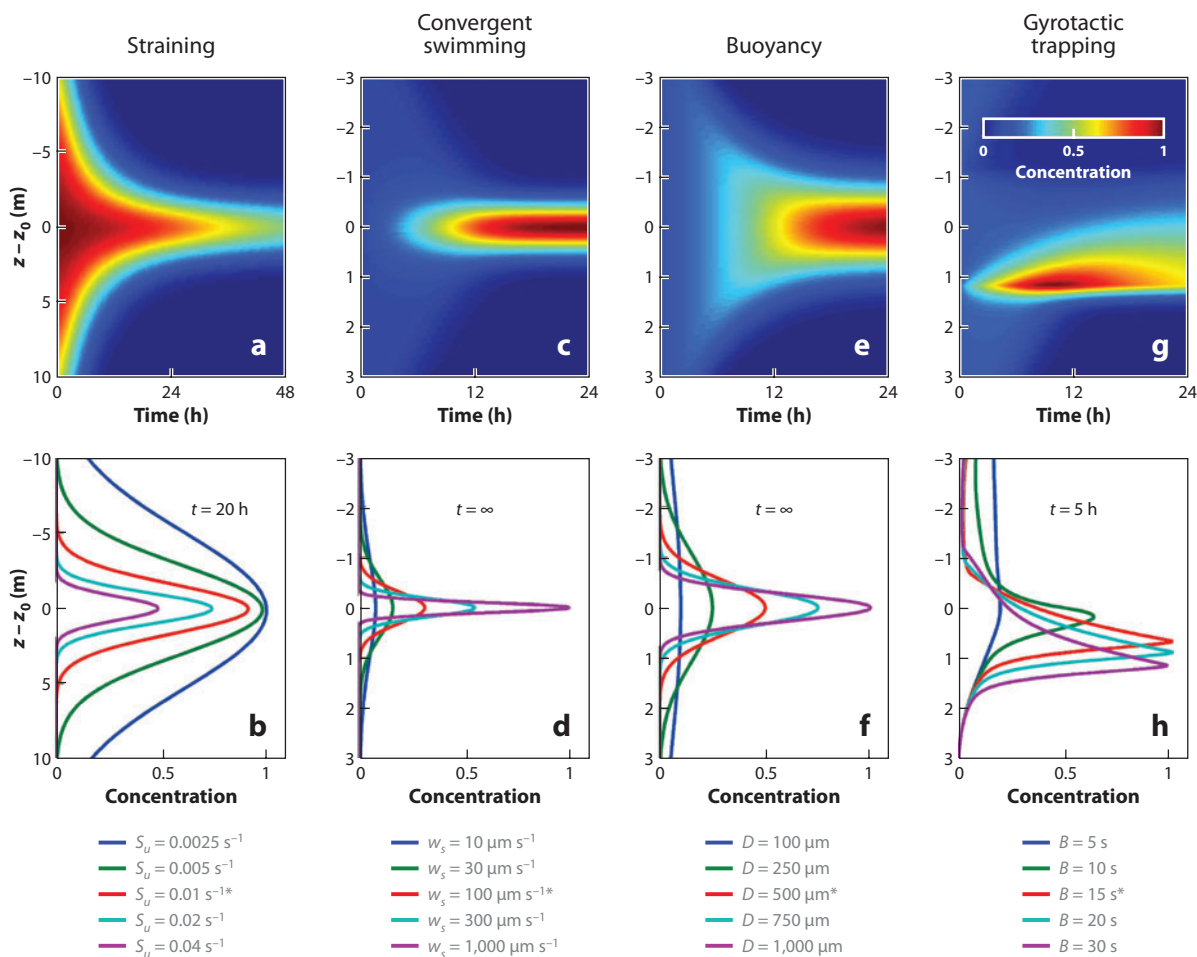 Straining
Convergent
swimming
Buoyancy
Gyrotactic
trapping
z – z₀ (m)
–10
–5
0
5
10
a
0
24
48
Time (h)
–3
–2
–1
0
1
2
3
c
0
12
24
Time (h)
–3
–2
–1
0
1
2
3
e
0
12
24
Time (h)
–3
–2
–1
0
1
2
3
0
0.5
1
Concentration
g
0
12
24
Time (h)
z – z₀ (m)
–10
–5
0
5
10
t = 20 h
b
0
0.5
1
Concentration
–3
–2
–1
0
1
2
3
t = ∞
d
0
0.5
1
Concentration
–3
–2
–1
0
1
2
3
t = ∞
f
0
0.5
1
Concentration
–3
–2
–1
0
1
2
3
t = 5 h
h
0
0.5
1
Concentration
Sᵤ = 0.0025 s⁻¹
Sᵤ = 0.005 s⁻¹
Sᵤ = 0.01 s⁻¹*
Sᵤ = 0.02 s⁻¹
Sᵤ = 0.04 s⁻¹
wₛ = 10 μm s⁻¹
wₛ = 30 μm s⁻¹
wₛ = 100 μm s⁻¹*
wₛ = 300 μm s⁻¹
wₛ = 1,000 μm s⁻¹
D = 100 μm
D = 250 μm
D = 500 μm*
D = 750 μm
D = 1,000 μm
B = 5 s
B = 10 s
B = 15 s*
B = 20 s
B = 30 s